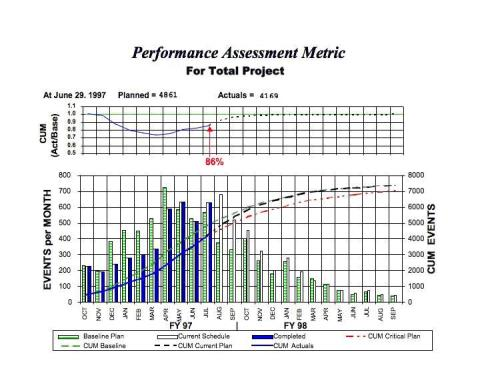 Performance Assessment Metric
For Total Project
At June 29. 1997 Planned = 4861 Actuals = 4169
CUM
(Act/Base)
1.1
1.0
0.9
0.8
0.7
0.6
0.5
86%
EVENTS per MONTH
800
700
600
500
400
300
200
100
0
8000
7000
6000
5000
4000
3000
2000
1000
0
CUM EVENTS
OCT NOV DEC JAN FEB MAR APR MAY JUN JUL AUG SEP OCT NOV DEC JAN FEB MAR APR MAY JUN JUL AUG SEP
FY 97 FY 98
Baseline Plan Current Schedule Completed CUM Critical Plan
CUM Baseline CUM Current Plan CUM Actuals